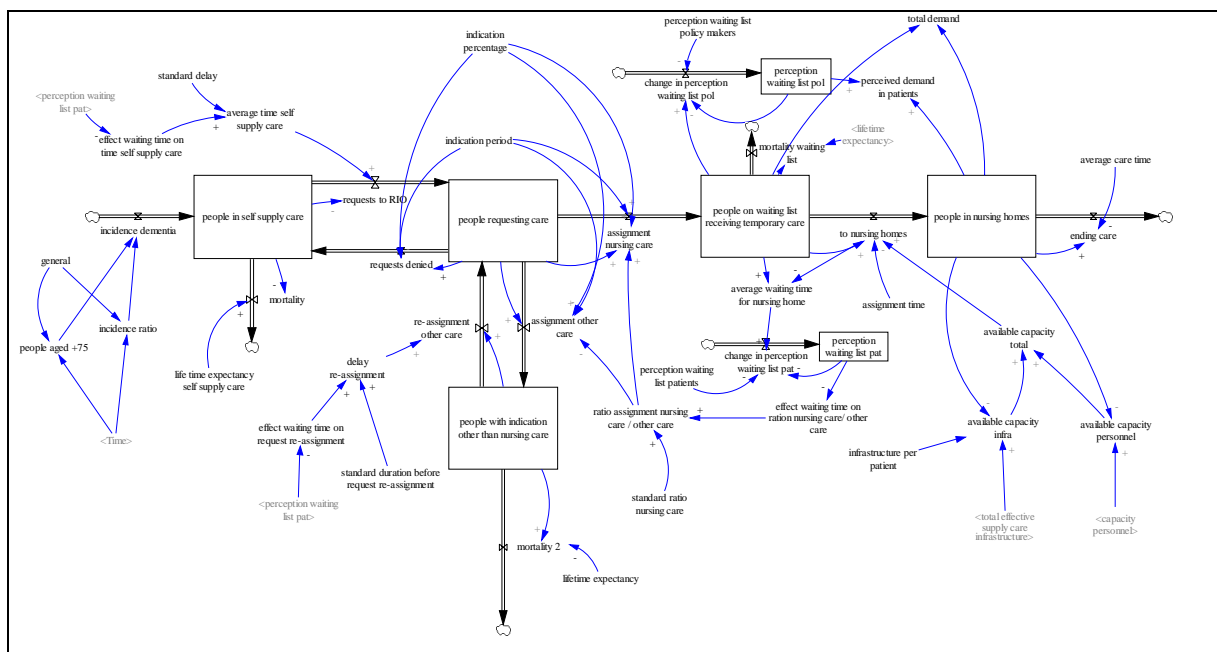 perception waiting list
policy makers
total demand
indication
percentage
standard delay
<perception waiting
list pat>
effect waiting time on
time self supply care
average time self
supply care
change in perception
waiting list pol
perception
waiting list pol
perceived demand
in patients
indication period
mortality waiting
list
<lifetime
expectancy>
average care time
people in self supply care
requests to RIO
people requesting care
people on waiting list
receiving temporary care
people in nursing homes
incidence dementia
requests denied
assignment
nursing care
to nursing homes
ending care
general
mortality
average waiting time
for nursing home
assignment time
people aged +75
incidence ratio
life time expectancy
self supply care
re-assignment
other care
assignment other
care
available capacity
total
delay
re-assignment
perception waiting
list patients
change in perception
waiting list pat
perception
waiting list pat
<Time>
effect waiting time on
request re-assignment
people with indication
other than nursing care
ratio assignment nursing
care / other care
effect waiting time on
ration nursing care/ other
care
available capacity
infra
available capacity
personnel
standard duration before
request re-assignment
infrastructure per
patient
<perception waiting
list pat>
standard ratio
nursing care
<total effective
supply care
infrastructure>
<capacity
personnel>
mortality 2
lifetime expectancy